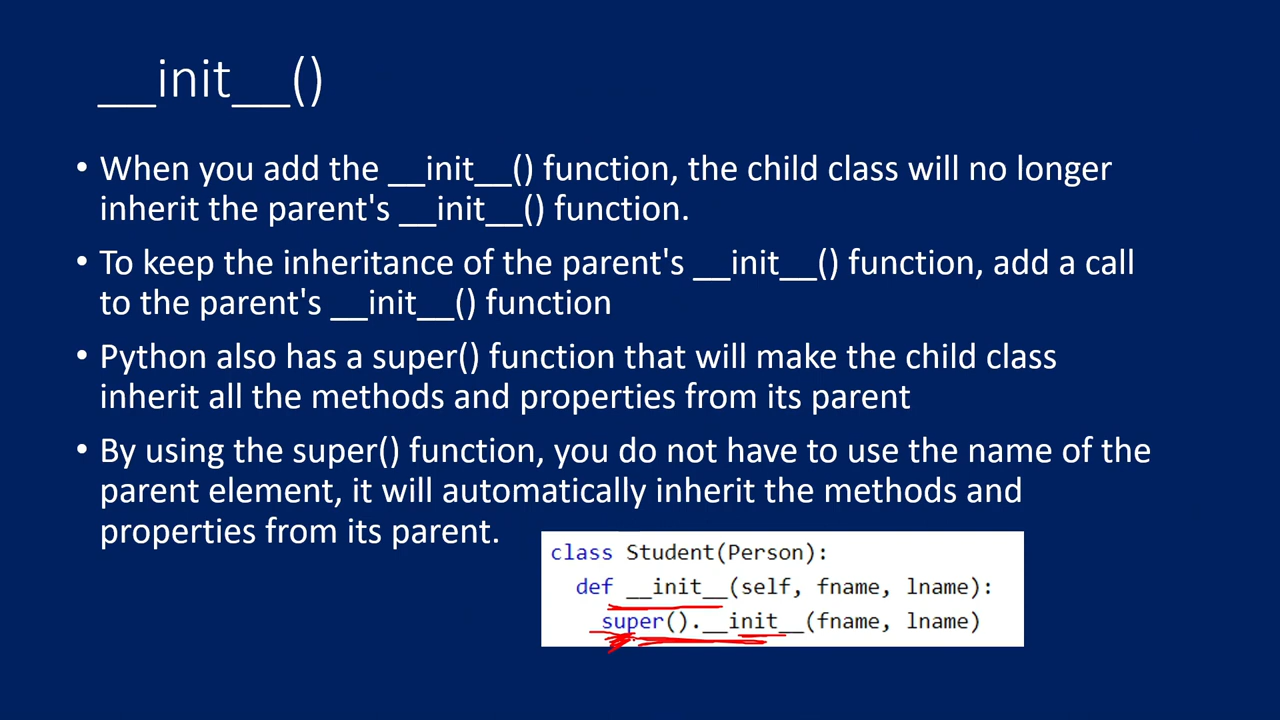 __init__()
• When you add the __init__() function, the child class will no longer
inherit the parent's __init__() function.
• To keep the inheritance of the parent's __init__() function, add a call
to the parent's __init__() function
• Python also has a super() function that will make the child class
inherit all the methods and properties from its parent
• By using the super() function, you do not have to use the name of the
parent element, it will automatically inherit the methods and
properties from its parent.
class Student(Person):
def __init__(self, fname, lname):
super().__init__(fname, lname)